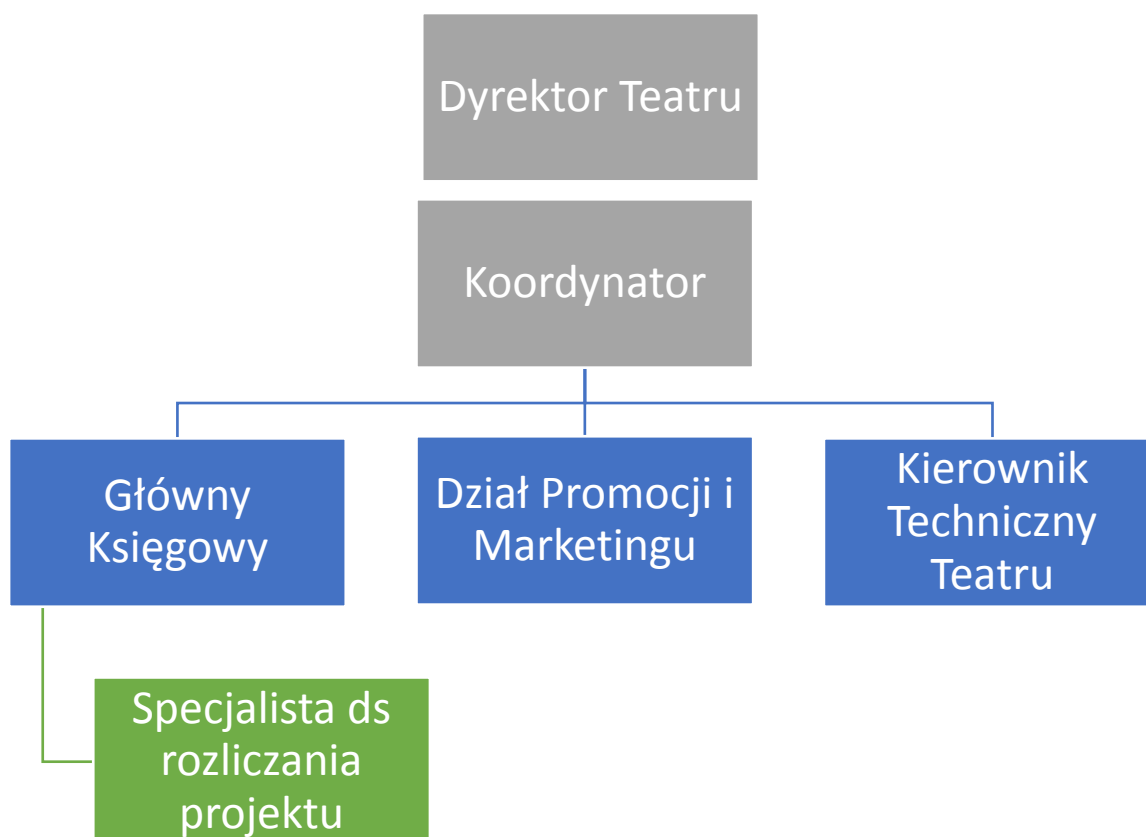 Dyrektor Teatru
Koordynator
Główny
Księgowy
Dział Promocji i
Marketingu
Kierownik
Techniczny
Teatru
Specjalista ds
rozliczania
projektu